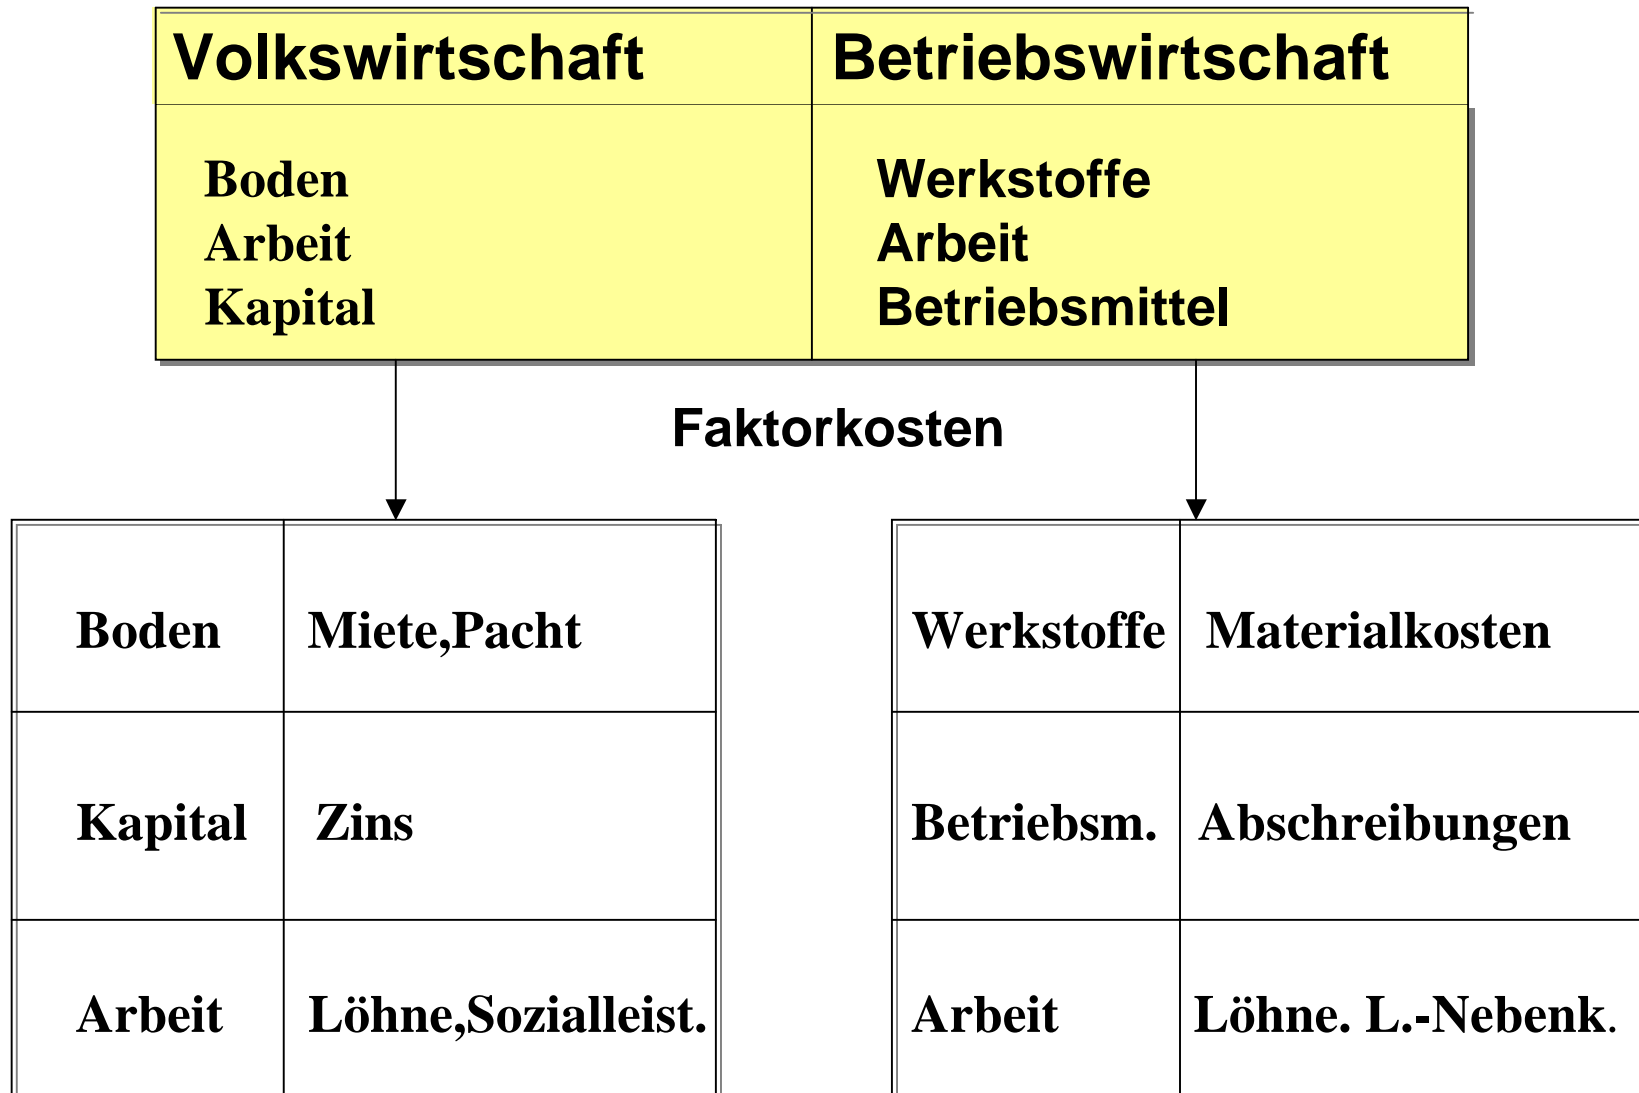 Volkswirtschaft Betriebswirtschaft
Boden Werkstoffe
Arbeit Arbeit
Kapital Betriebsmittel
Faktorkosten
Boden Miete,Pacht Werkstoffe Materialkosten
Kapital Zins Betriebsm. Abschreibungen
Arbeit Löhne,Sozialleist. Arbeit Löhne. L.-Nebenk.